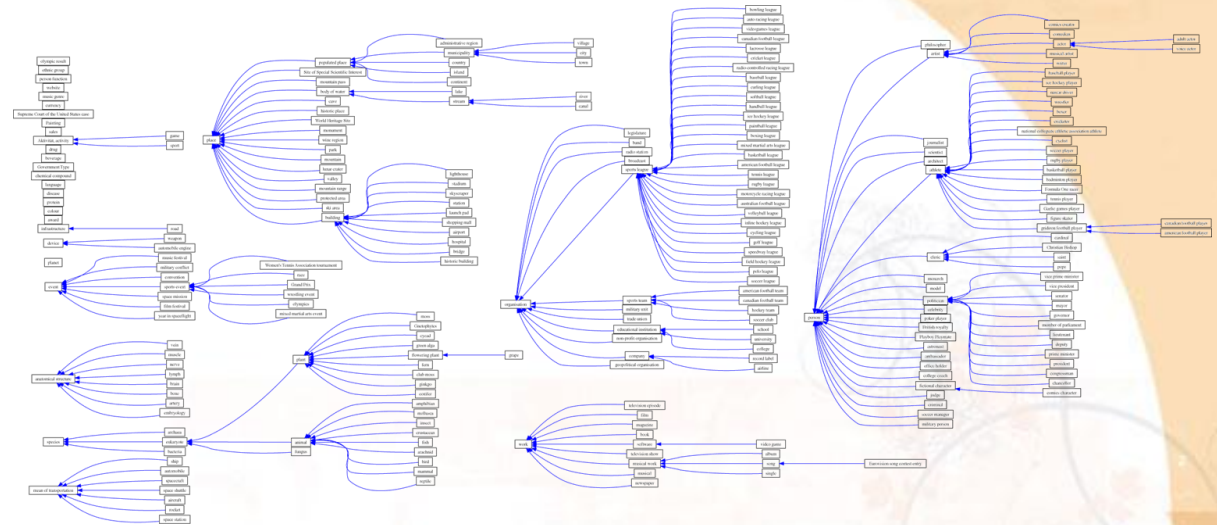 olympic result
ethnic group
person function
website
music genre
currency
Supreme Court of the United States case
Painting
sales
drug
beverage
Government Type
chemical compound
language
disease
protein
colour
award
infrastructure
device
planet
event
game
sport
road
weapon
automobile engine
music festival
military conflict
convention
sports event
space mission
film festival
year in spaceflight
Women's Tennis Association tournament
race
Grand Prix
wrestling event
olympics
mixed martial arts event
anatomical structure
vein
muscle
nerve
lymph
brain
bone
artery
embryology
species
archaea
eukaryote
bacteria
mean of transportation
ship
automobile
spacecraft
space shuttle
aircraft
rocket
space station
place
populated place
Site of Special Scientific Interest
mountain pass
body of water
cave
historic place
World Heritage Site
monument
wine region
park
mountain
lunar crater
valley
mountain range
protected area
ski area
building
administrative region
municipality
country
island
continent
lake
stream
village
city
town
river
canal
lighthouse
stadium
skyscraper
station
launch pad
shopping mall
airport
hospital
bridge
historic building
plant
animal
fungus
moss
Gnetophytes
cycad
green alga
flowering plant
fern
club moss
ginkgo
conifer
grape
amphibian
mollusca
insect
crustacean
fish
arachnid
bird
mammal
reptile
organisation
legislature
band
radio station
broadcast
sports league
sports team
military unit
trade union
educational institution
non-profit organisation
company
geopolitical organisation
bowling league
auto racing league
videogames league
canadian football league
lacrosse league
cricket league
radio controlled racing league
baseball league
curling league
softball league
handball league
ice hockey league
paintball league
boxing league
mixed martial arts league
basketball league
american football league
tennis league
rugby league
motorcycle racing league
australian football league
volleyball league
inline hockey league
cycling league
golf league
speedway league
field hockey league
polo league
soccer league
american football team
canadian football team
hockey team
soccer club
school
university
college
record label
airline
work
television episode
film
magazine
book
software
television show
musical work
musical
newspaper
video game
album
song
single
Eurovision song contest entry
person
philosopher
artist
journalist
scientist
architect
athlete
cleric
monarch
model
politician
celebrity
poker player
British royalty
Playboy Playmate
astronaut
ambassador
office holder
college coach
fictional character
judge
criminal
soccer manager
military person
comics creator
comedian
actor
musical artist
writer
adult actor
voice actor
baseball player
ice hockey player
nascar driver
wrestler
boxer
cyclist
national collegiate athletic association athlete
cricketer
soccer player
rugby player
basketball player
badminton player
Formula One racer
tennis player
Gaelic games player
figure skater
gridiron football player
canadian football player
american football player
cardinal
Christian Bishop
saint
pope
vice prime minister
vice president
senator
mayor
governor
member of parliament
lieutenant
deputy
prime minister
president
congressman
chancellor
comics character